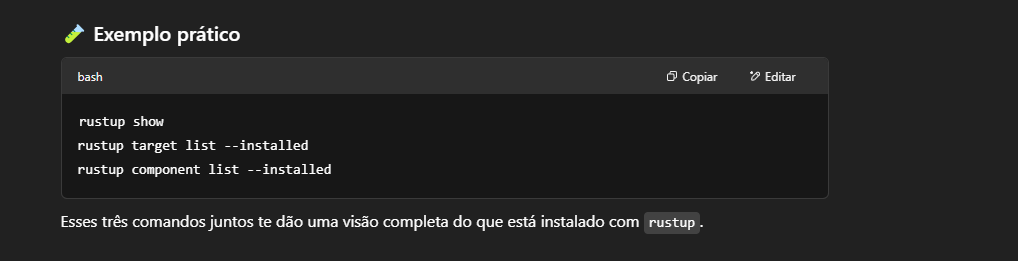 Exemplo prático
bash
Copiar
Editar
rustup show
rustup target list --installed
rustup component list --installed
Esses três comandos juntos te dão uma visão completa do que está instalado com rustup.